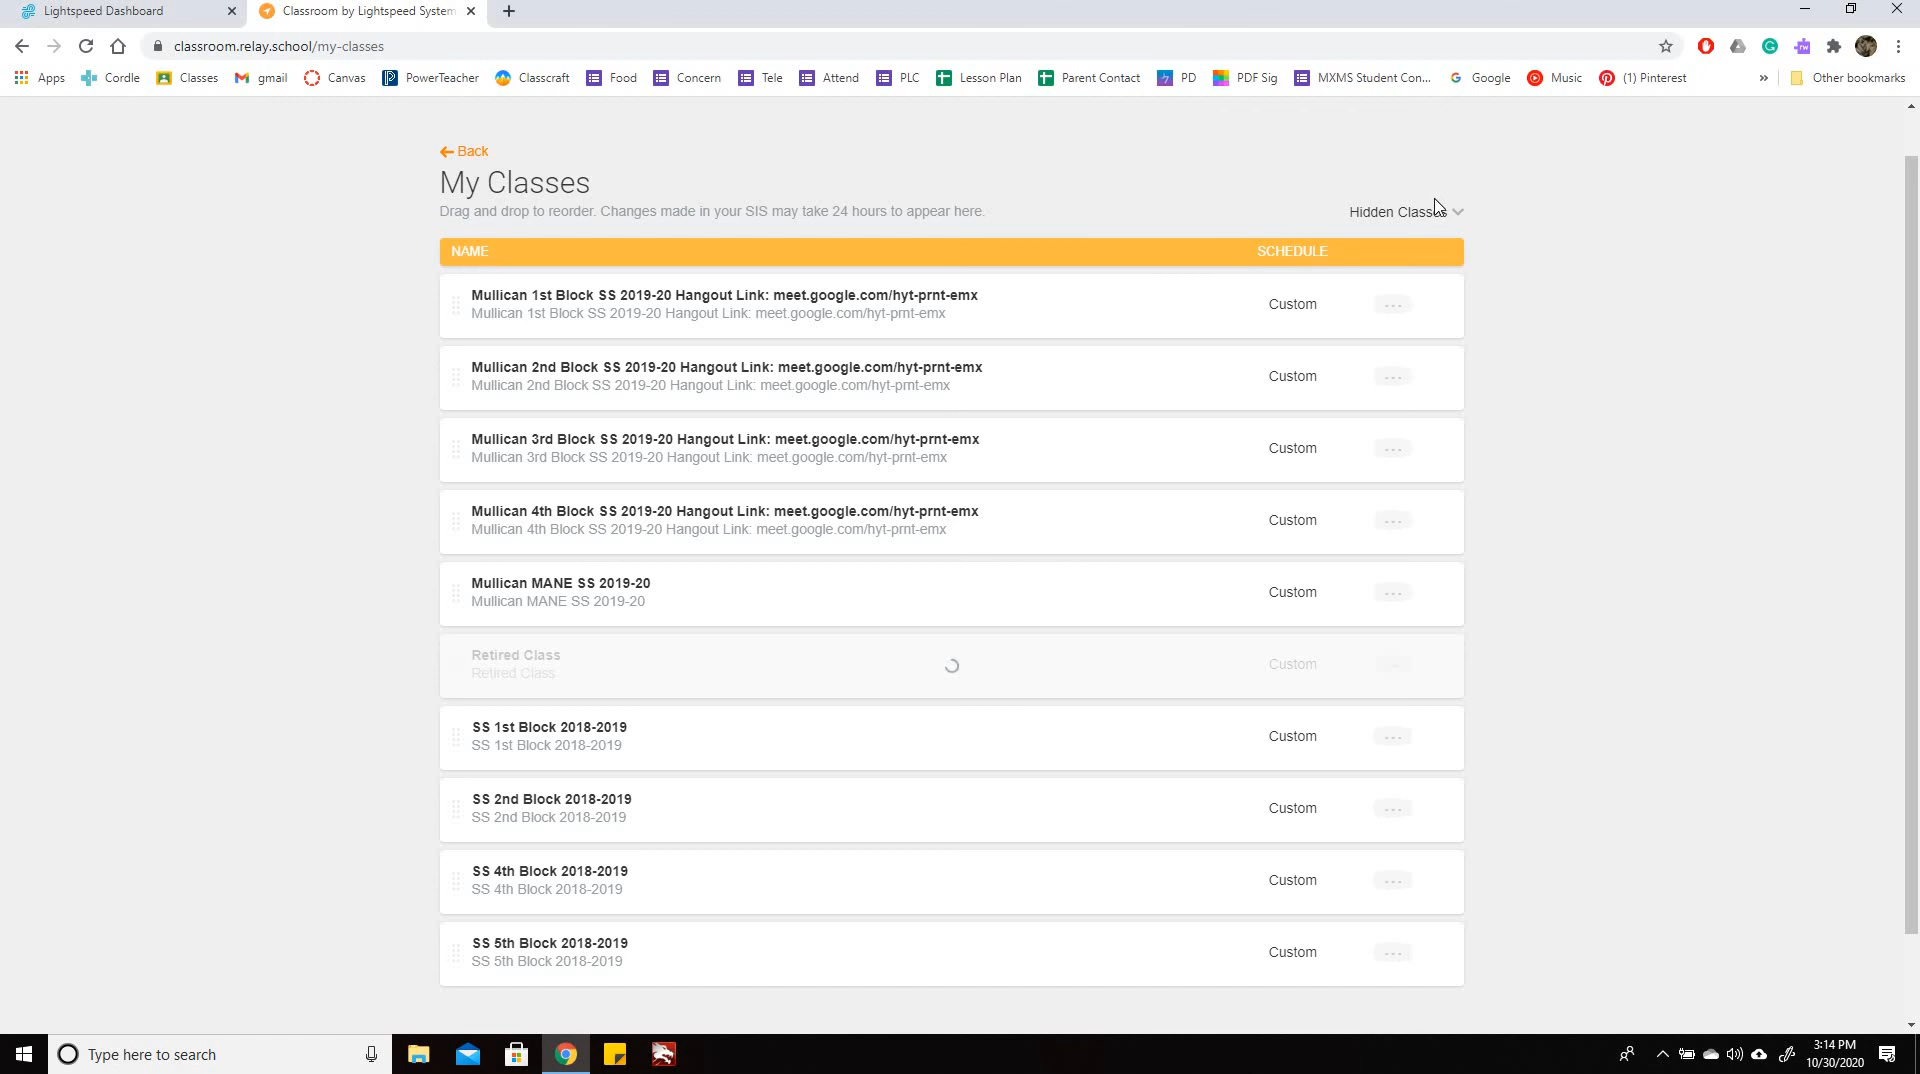 Lightspeed Dashboard
Classroom by Lightspeed System
classroom.relay.school/my-classes
Apps Cordle Classes gmail Canvas PowerTeacher Classcraft Food Concern Tele Attend PLC Lesson Plan Parent Contact PD PDF Sig MXMS Student Con... Google Music (1) Pinterest » Other bookmarks
Back
My Classes
Drag and drop to reorder. Changes made in your SIS may take 24 hours to appear here.
Hidden Classes
NAME SCHEDULE
Mullican 1st Block SS 2019-20 Hangout Link: meet.google.com/hyt-prnt-emx
Mullican 1st Block SS 2019-20 Hangout Link: meet.google.com/hyt-prnt-emx
Custom ...
Mullican 2nd Block SS 2019-20 Hangout Link: meet.google.com/hyt-prnt-emx
Mullican 2nd Block SS 2019-20 Hangout Link: meet.google.com/hyt-prnt-emx
Custom ...
Mullican 3rd Block SS 2019-20 Hangout Link: meet.google.com/hyt-prnt-emx
Mullican 3rd Block SS 2019-20 Hangout Link: meet.google.com/hyt-prnt-emx
Custom ...
Mullican 4th Block SS 2019-20 Hangout Link: meet.google.com/hyt-prnt-emx
Mullican 4th Block SS 2019-20 Hangout Link: meet.google.com/hyt-prnt-emx
Custom ...
Mullican MANE SS 2019-20
Mullican MANE SS 2019-20
Custom ...
Retired Class
Retired Class
Custom
SS 1st Block 2018-2019
SS 1st Block 2018-2019
Custom ...
SS 2nd Block 2018-2019
SS 2nd Block 2018-2019
Custom ...
SS 4th Block 2018-2019
SS 4th Block 2018-2019
Custom ...
SS 5th Block 2018-2019
SS 5th Block 2018-2019
Custom ...
Type here to search
3:14 PM
10/30/2020